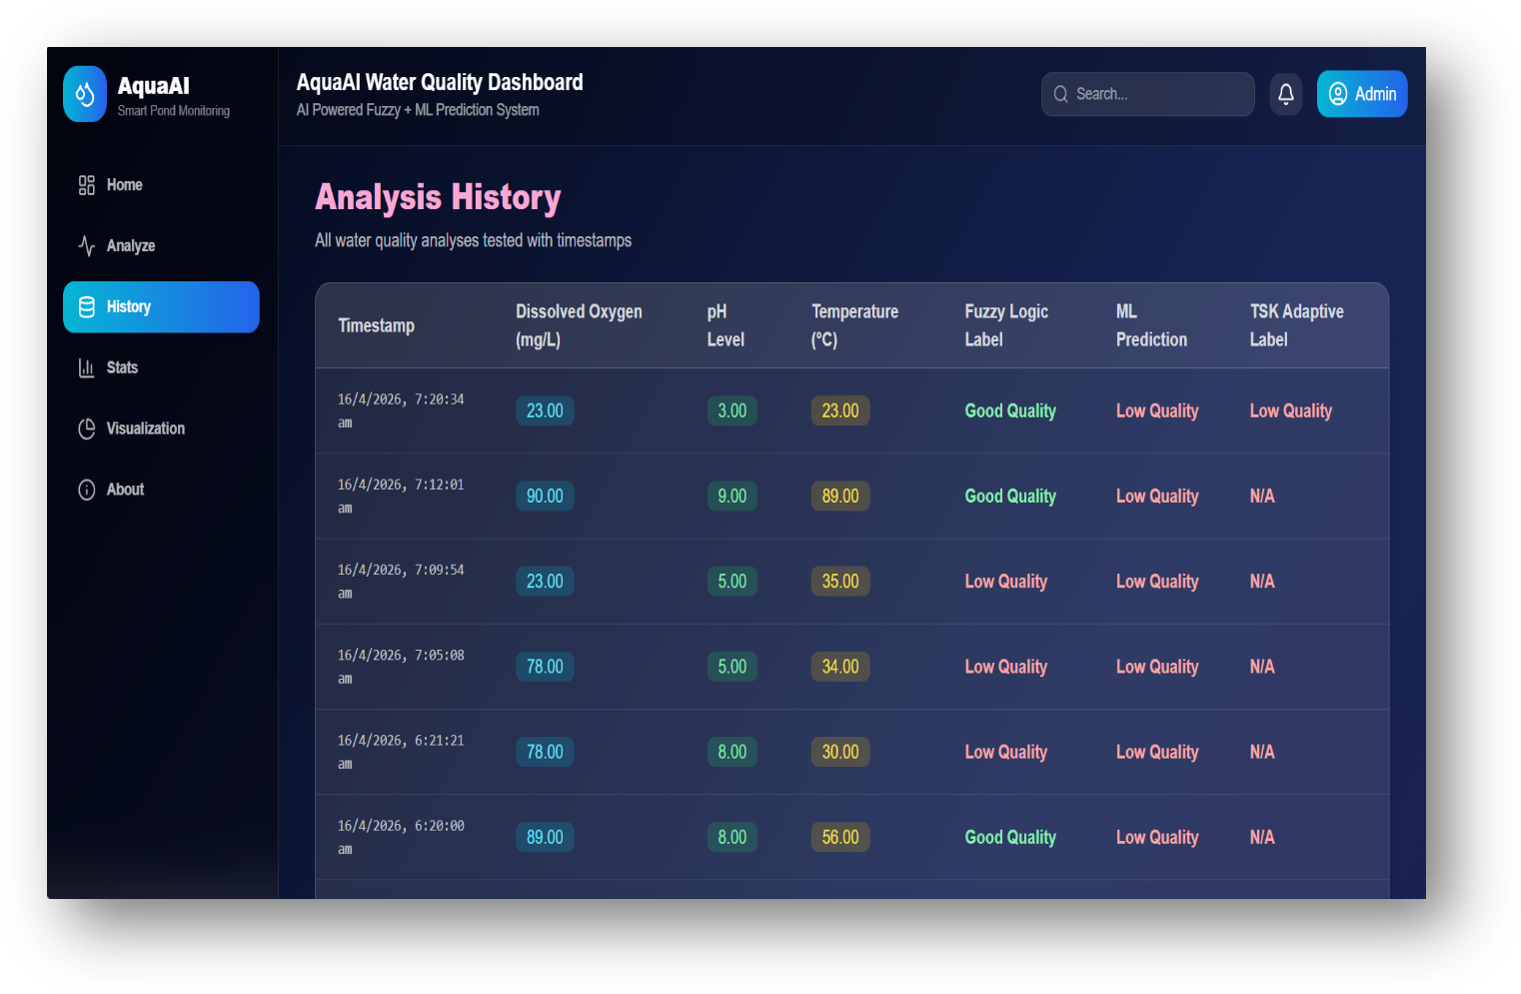 AquaAI
Smart Pond Monitoring
AquaAI Water Quality Dashboard
AI Powered Fuzzy + ML Prediction System
Search...
Admin
Home
Analyze
History
Stats
Visualization
About
Analysis History
All water quality analyses tested with timestamps
Timestamp
Dissolved Oxygen
(mg/L)
pH
Level
Temperature
(°C)
Fuzzy Logic
Label
ML
Prediction
TSK Adaptive
Label
16/4/2026, 7:20:34
am
23.00
3.00
23.00
Good Quality
Low Quality
Low Quality
16/4/2026, 7:12:01
am
90.00
9.00
89.00
Good Quality
Low Quality
N/A
16/4/2026, 7:09:54
am
23.00
5.00
35.00
Low Quality
Low Quality
N/A
16/4/2026, 7:05:08
am
78.00
5.00
34.00
Low Quality
Low Quality
N/A
16/4/2026, 6:21:21
am
78.00
8.00
30.00
Low Quality
Low Quality
N/A
16/4/2026, 6:20:00
am
89.00
8.00
56.00
Good Quality
Low Quality
N/A